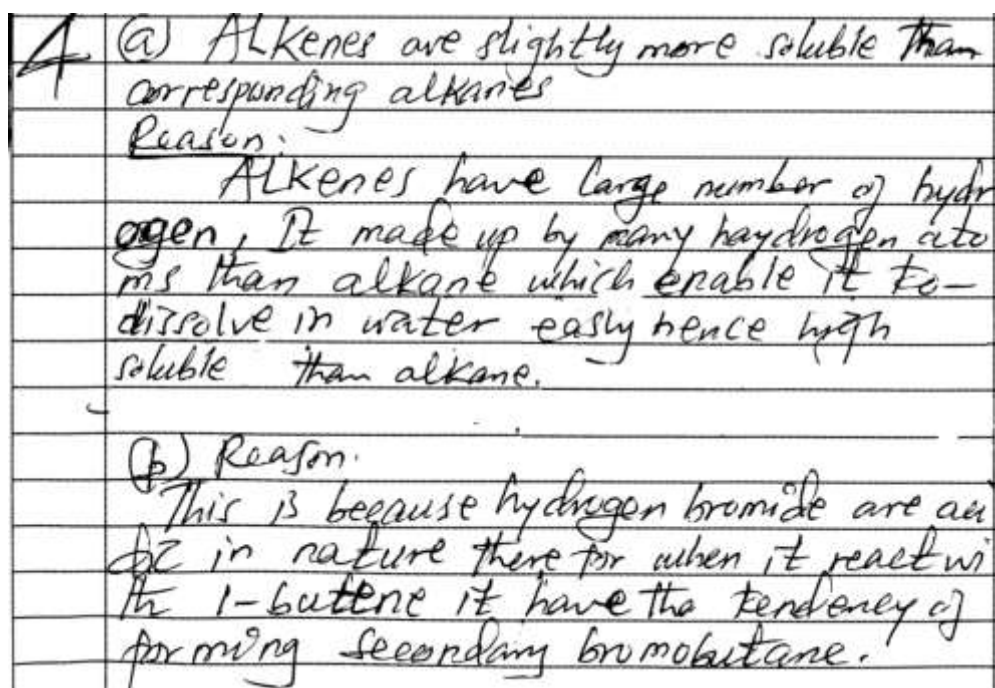 4 (a) Alkenes are slightly more soluble than
corresponding alkanes
Reason:
Alkenes have large number of hydr
ogen, It made up by many haydrogen ato
ms than alkane which enable it to-
dissolve in water easly hence high
soluble than alkane.
(b) Reason.
This is because hydrogen bromide are aci
dic in nature there for when it react wi
th 1-butene it have the tendency of
forming secondary bromobutane.